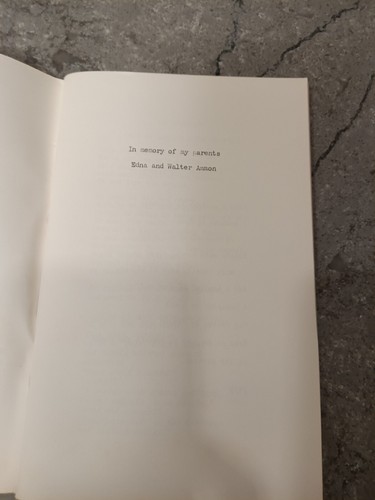 In memory of my parents
Edna and Walter Ammon